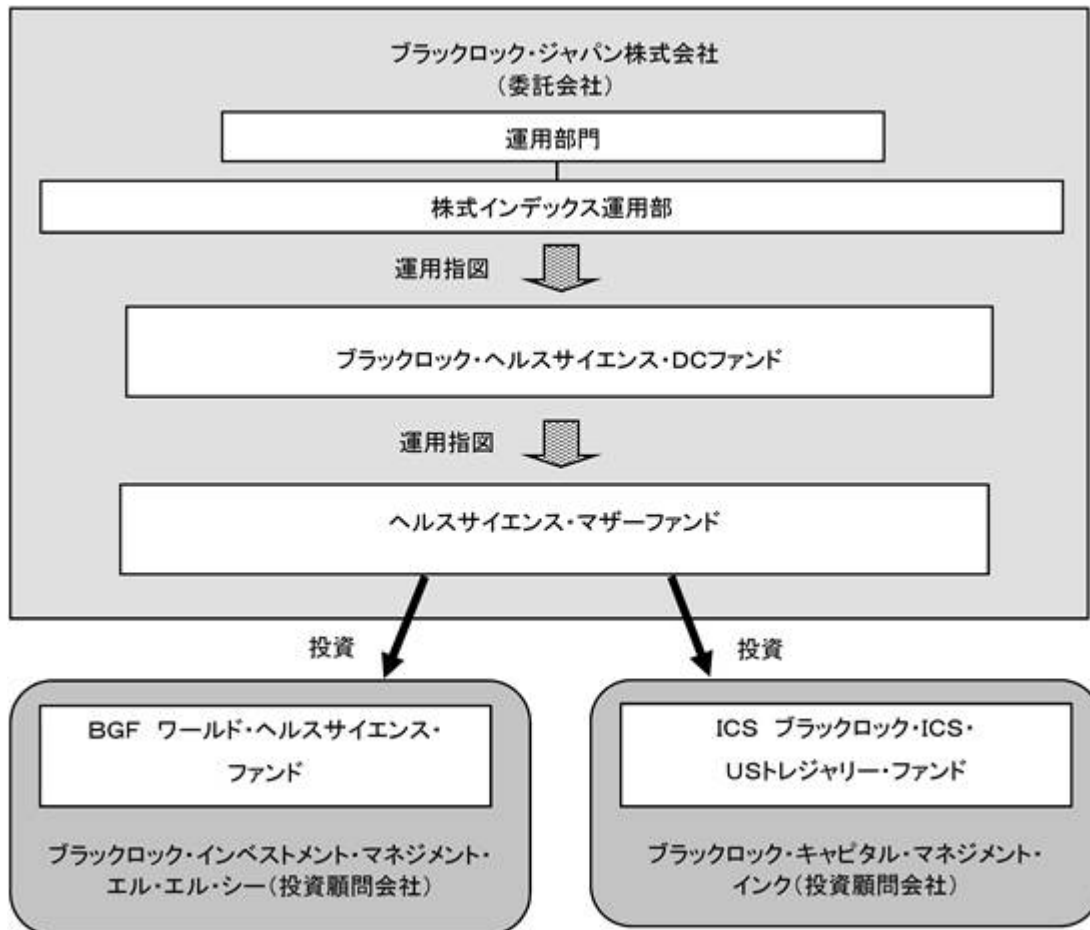 ブラックロック・ジャパン株式会社
（委託会社）
運用部門
株式インデックス運用部
運用指図
ブラックロック・ヘルスサイエンス・DCファンド
運用指図
ヘルスサイエンス・マザーファンド
投資
投資
BGF ワールド・ヘルスサイエンス・
ファンド
ブラックロック・インベストメント・マネジメント・
エル・エル・シー（投資顧問会社）
ICS ブラックロック・ICS・
USトレジャリー・ファンド
ブラックロック・キャピタル・マネジメント・
インク（投資顧問会社）